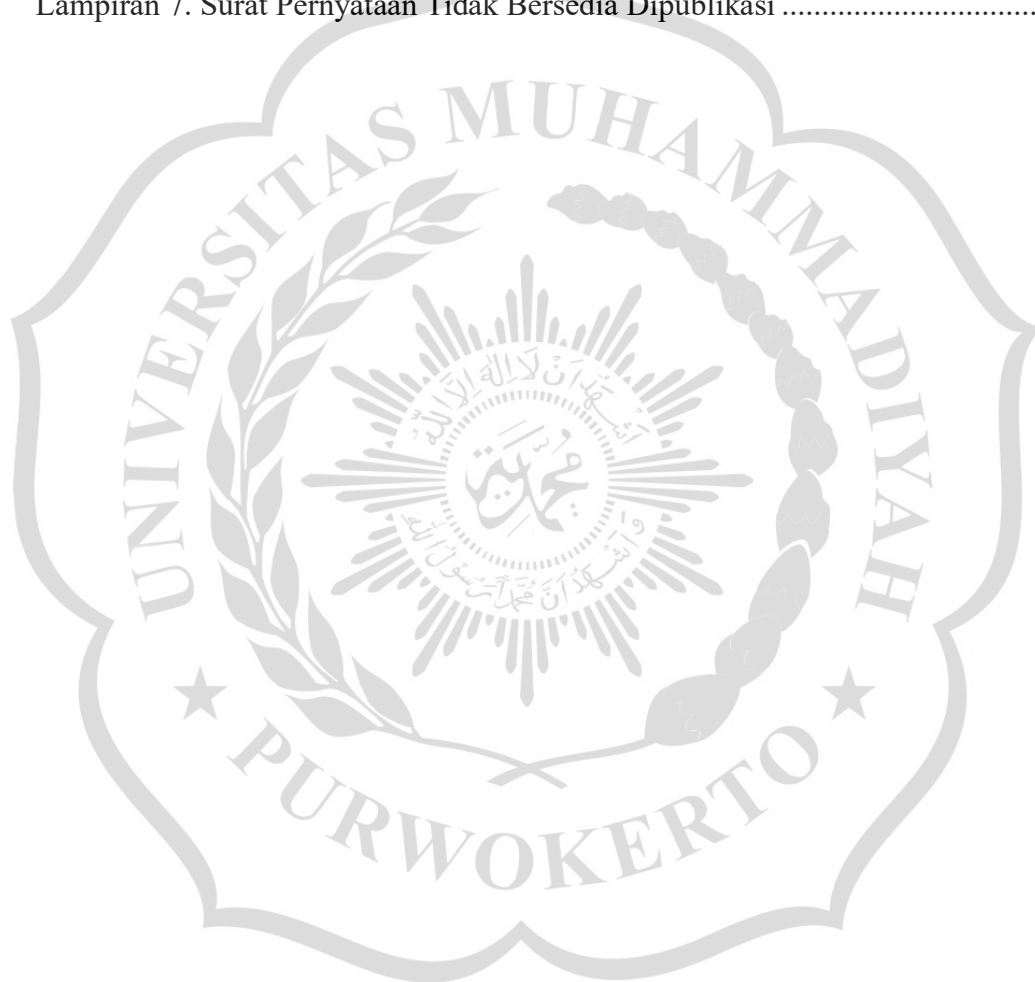 Lampiran 7. Surat Pernyataan Tidak Bersedia Dipublikasi ...............................
UNIVERSITAS MUHAMMADIYAH
أشهد أن لا إله إلا الله
محمدية
وأشهد أن محمدا رسول الله
PURWOKERTO